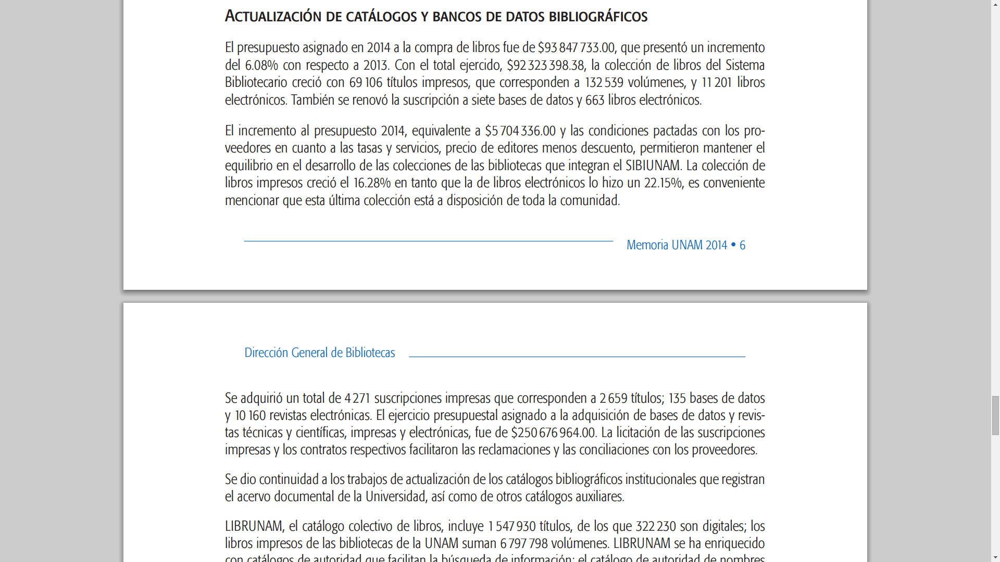 ACTUALIZACIÓN DE CATÁLOGOS Y BANCOS DE DATOS BIBLIOGRÁFICOS
El presupuesto asignado en 2014 a la compra de libros fue de $93 847 733.00, que presentó un incremento
del 6.08% con respecto a 2013. Con el total ejercido, $92 323 398.38, la colección de libros del Sistema
Bibliotecario creció con 69 106 títulos impresos, que corresponden a 132 539 volúmenes, y 11 201 libros
electrónicos. También se renovó la suscripción a siete bases de datos y 663 libros electrónicos.
El incremento al presupuesto 2014, equivalente a $5 704 336.00 y las condiciones pactadas con los pro-
veedores en cuanto a las tasas y servicios, precio de editores menos descuento, permitieron mantener el
equilibrio en el desarrollo de las colecciones de las bibliotecas que integran el SIBIUNAM. La colección de
libros impresos creció el 16.28% en tanto que la de libros electrónicos lo hizo un 22.15%, es conveniente
mencionar que esta última colección está a disposición de toda la comunidad.
Memoria UNAM 2014 • 6
Dirección General de Bibliotecas
Se adquirió un total de 4 271 suscripciones impresas que corresponden a 2 659 títulos; 135 bases de datos
y 10 160 revistas electrónicas. El ejercicio presupuestal asignado a la adquisición de bases de datos y revis-
tas técnicas y científicas, impresas y electrónicas, fue de $250 676 964.00. La licitación de las suscripciones
impresas y los contratos respectivos facilitaron las reclamaciones y las conciliaciones con los proveedores.
Se dio continuidad a los trabajos de actualización de los catálogos bibliográficos institucionales que registran
el acervo documental de la Universidad, así como de otros catálogos auxiliares.
LIBRUNAM, el catálogo colectivo de libros, incluye 1 547 930 títulos, de los que 322 230 son digitales; los
libros impresos de las bibliotecas de la UNAM suman 6 797 798 volúmenes. LIBRUNAM se ha enriquecido
con catálogos de autoridad que facilitan la búsqueda de información: el catálogo de autoridad de nombres